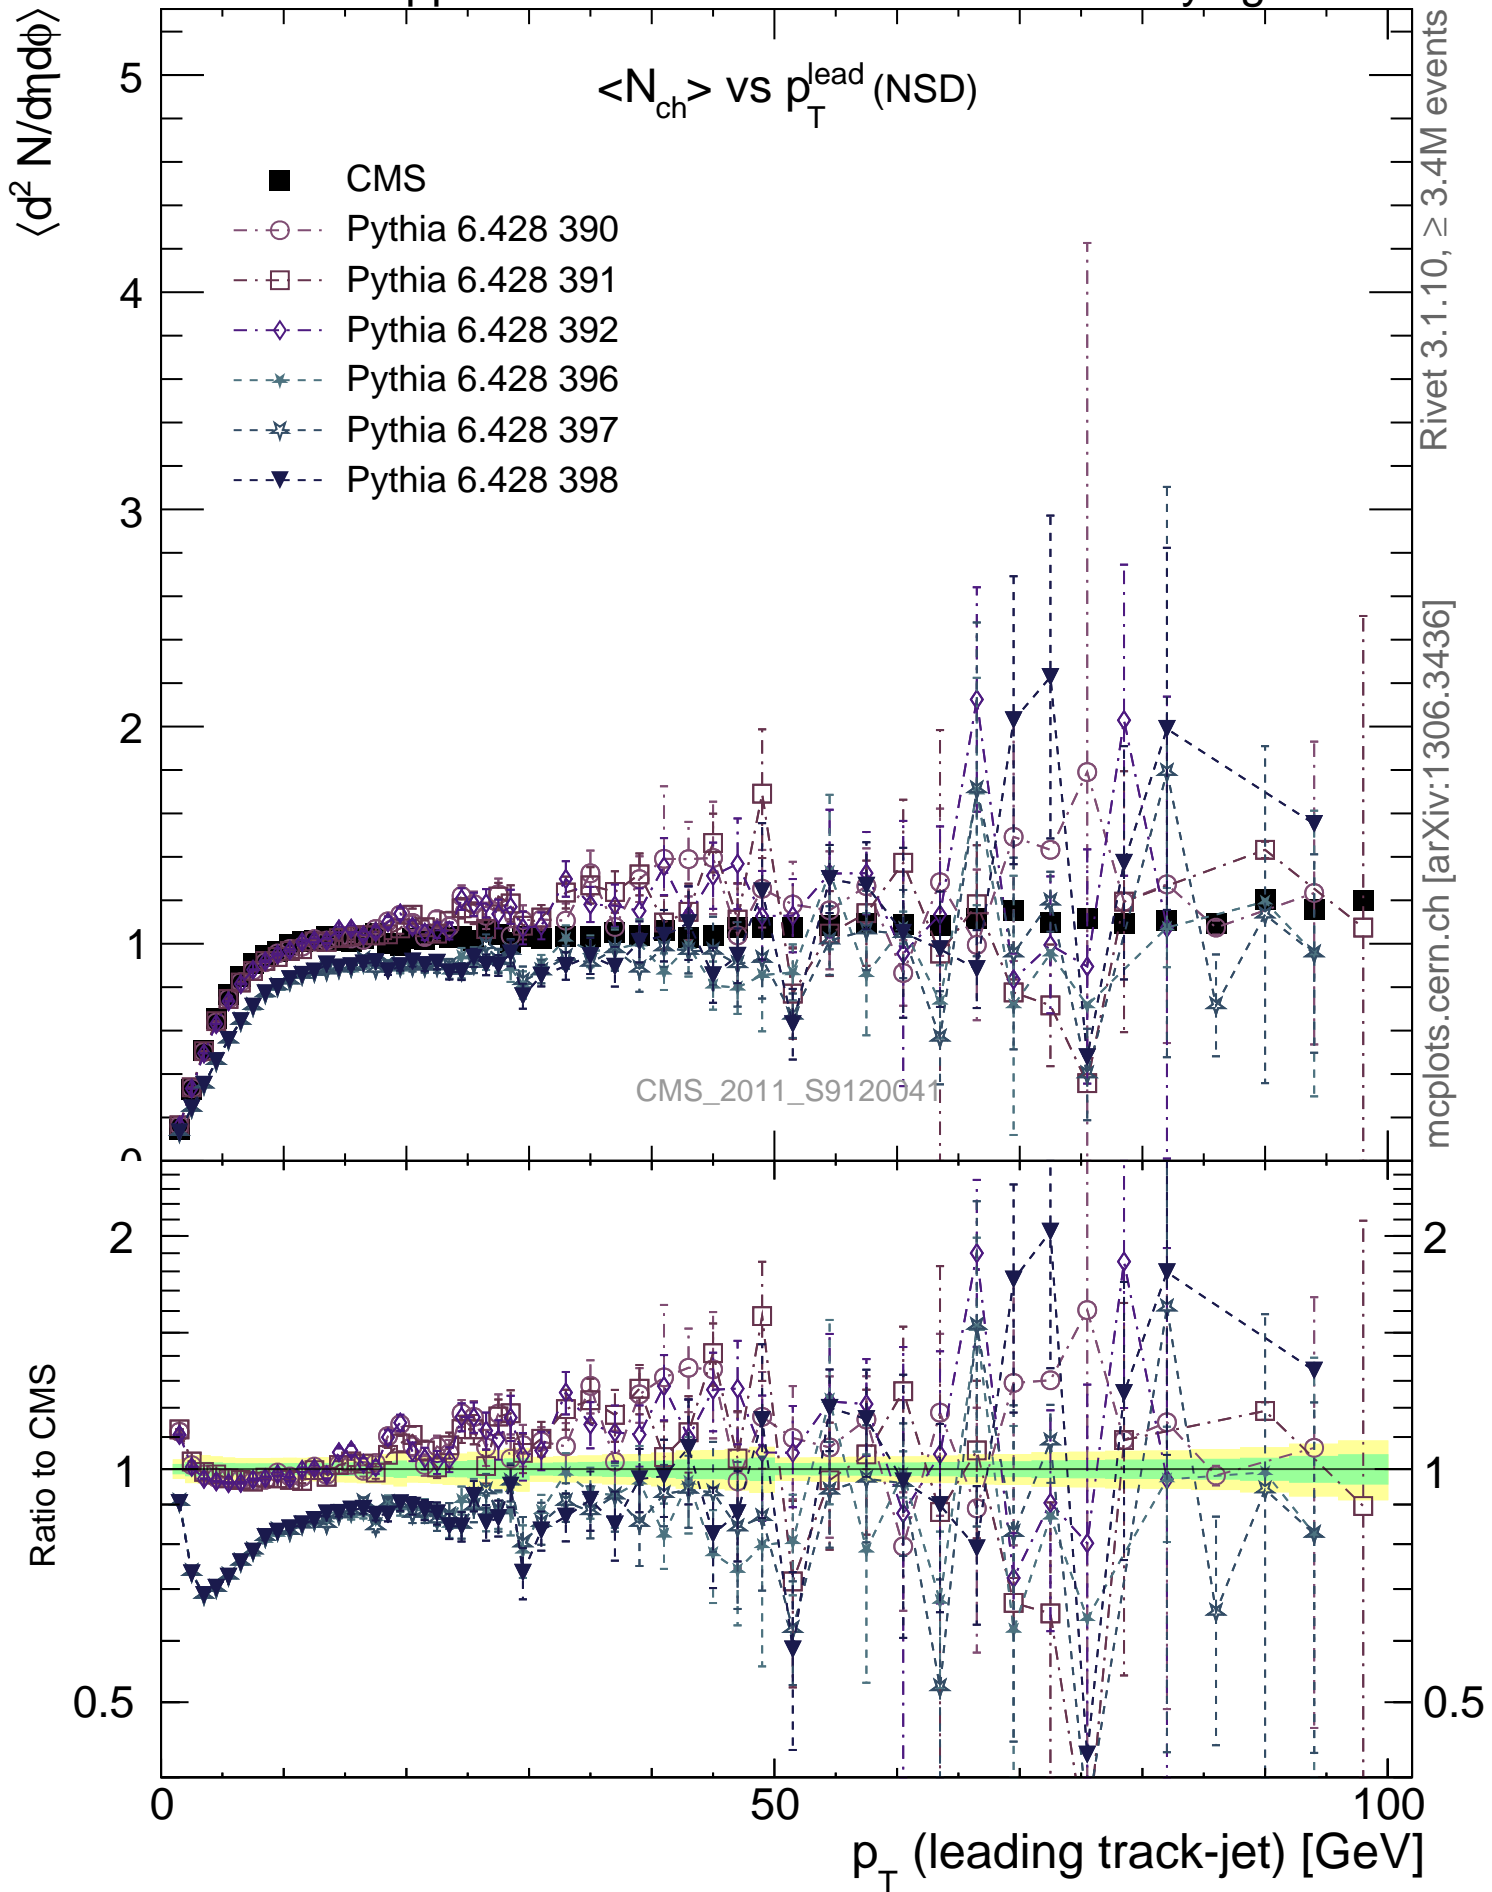 ⟨d² N/dηdϕ⟩
<N_ch> vs p_T^lead (NSD)
CMS
Pythia 6.428 390
Pythia 6.428 391
Pythia 6.428 392
Pythia 6.428 396
Pythia 6.428 397
Pythia 6.428 398
5
4
3
2
1
0
CMS_2011_S9120041
Rivet 3.1.10, ≥ 3.4M events
mcplots.cern.ch [arXiv:1306.3436]
Ratio to CMS
2
1
0.5
2
1
0.5
0
50
100
p_T (leading track-jet) [GeV]